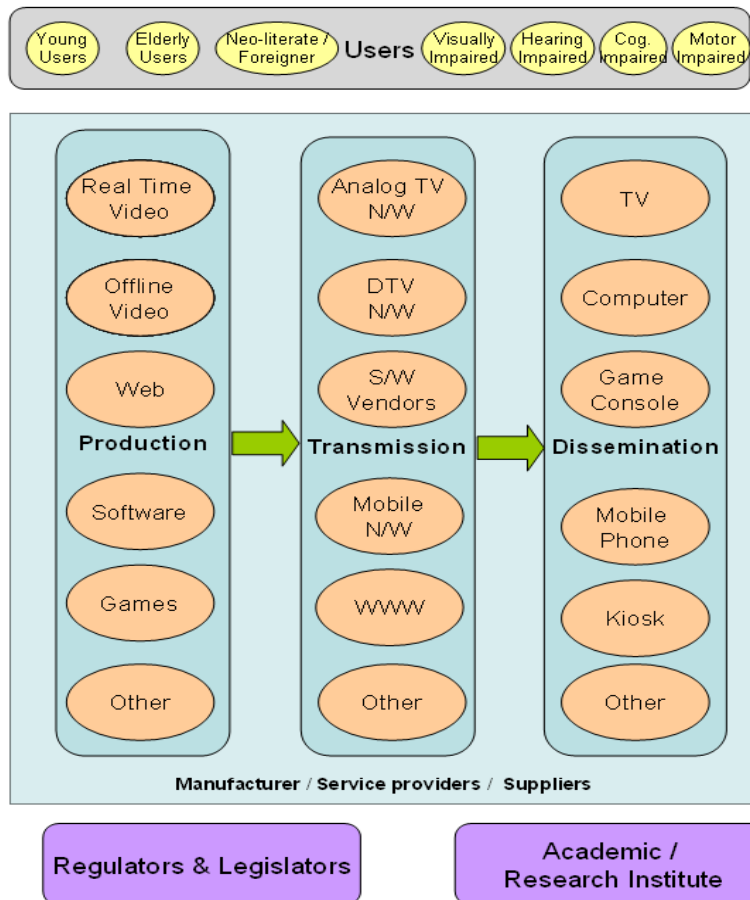 Young
Users
Elderly
Users
Neo-literate /
Foreigner
Users
Visually
Impaired
Hearing
Impaired
Cog.
Impaired
Motor
Impaired
Real Time
Video
Offline
Video
Web
Production
Software
Games
Other
Analog TV
N/W
DTV
N/W
S/W
Vendors
Transmission
Mobile
N/W
WWW
Other
TV
Computer
Game
Console
Dissemination
Mobile
Phone
Kiosk
Other
Manufacturer / Service providers / Suppliers
Regulators & Legislators
Academic /
Research Institute